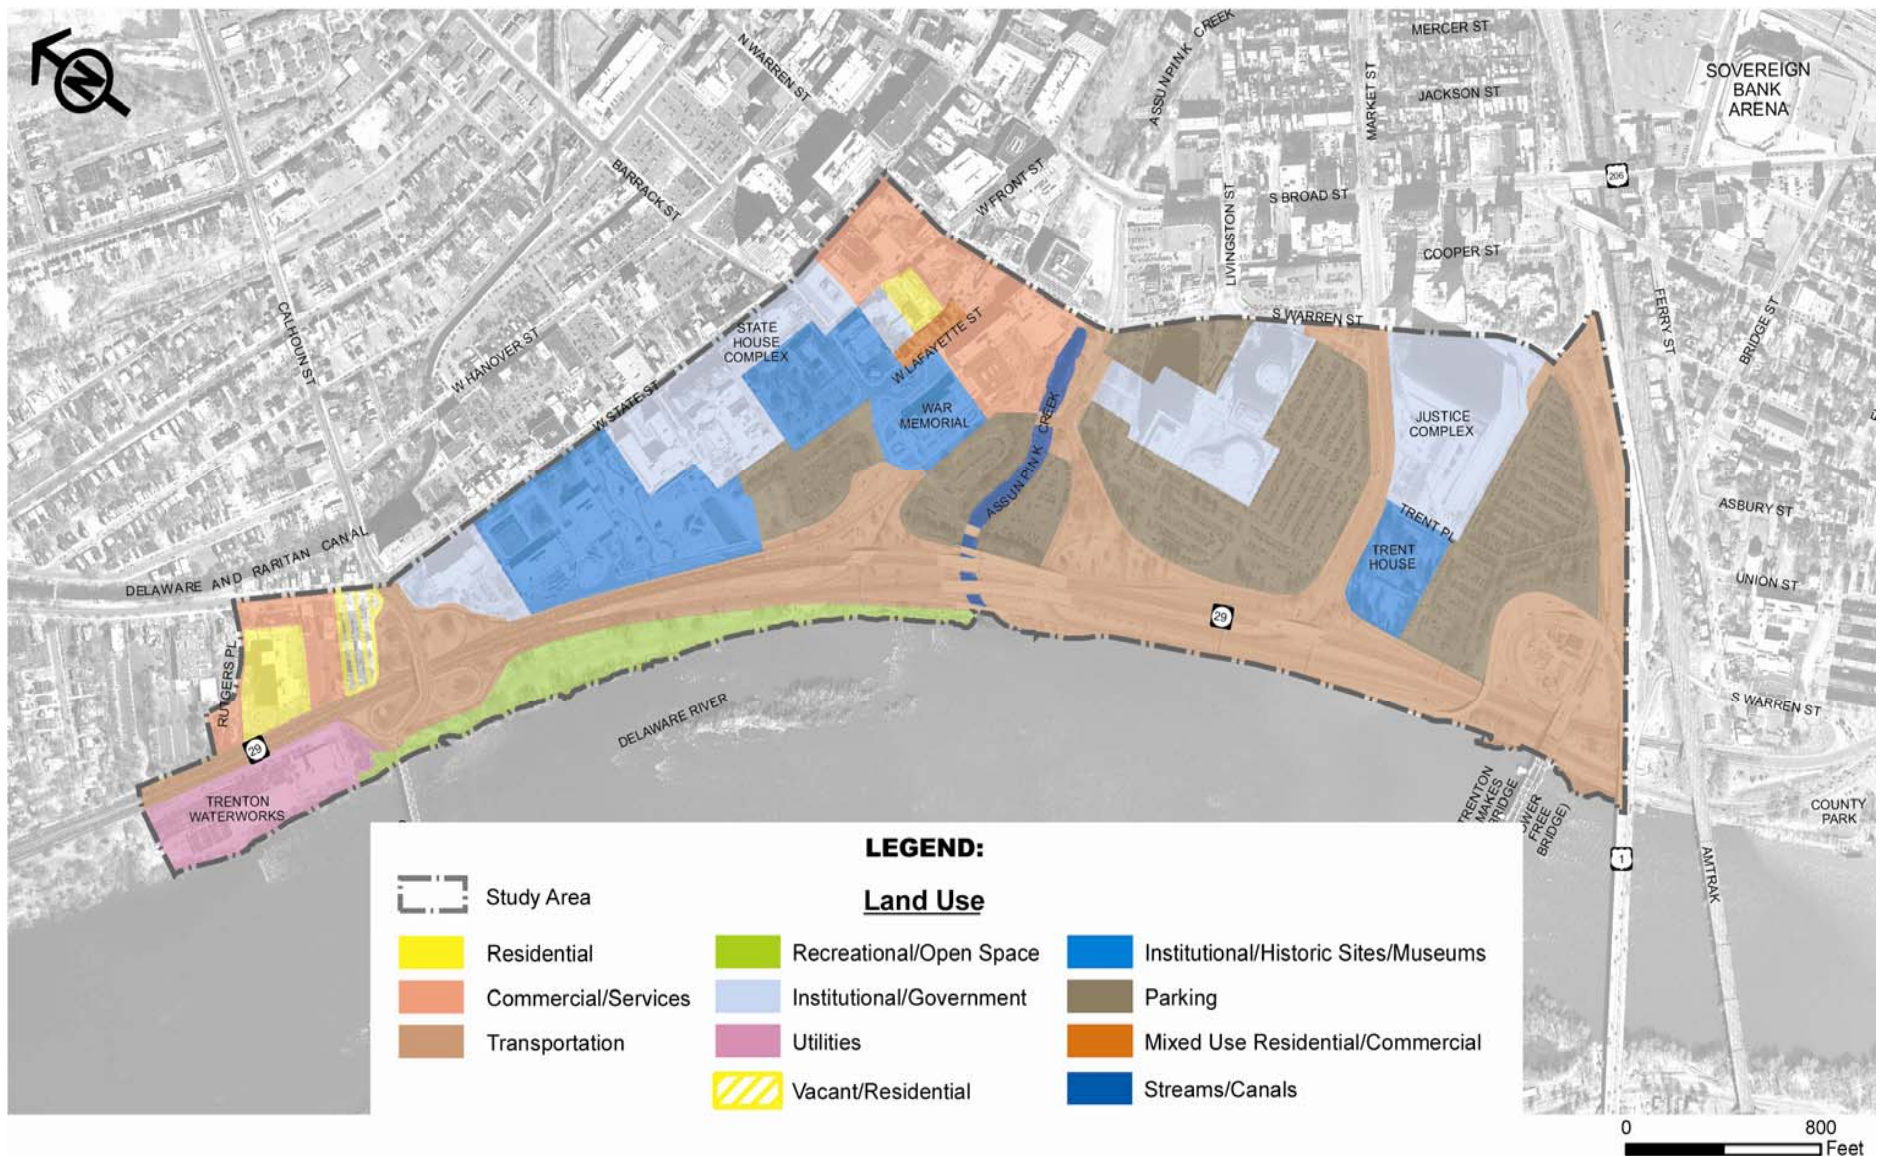 N
MERCER ST
ASSUNPINK CREEK
N WARREN ST
SOVEREIGN
BANK
ARENA
JACKSON ST
MARKET ST
BARRACK ST
W FRONT ST
206
S BROAD ST
LIVINGSTON ST
COOPER ST
CALHOUN ST
FERRY ST
BRIDGE ST
S WARREN ST
STATE
HOUSE
COMPLEX
W HANOVER ST
W LAFAYETTE ST
W STATE ST
WAR
MEMORIAL
ASSUNPINK CREEK
JUSTICE
COMPLEX
TRENT PL
ASBURY ST
TRENT
HOUSE
DELAWARE AND RARITAN CANAL
UNION ST
29
RUTGERS PL
S WARREN ST
DELAWARE RIVER
29
TRENTON
WATERWORKS
TRENTON
MAKES
BRIDGE
FREE
BRIDGE)
COUNTY
PARK
1
AMTRAK
LEGEND:
Land Use
Study Area
Residential
Recreational/Open Space
Institutional/Historic Sites/Museums
Commercial/Services
Institutional/Government
Parking
Transportation
Utilities
Mixed Use Residential/Commercial
Vacant/Residential
Streams/Canals
0 800
Feet